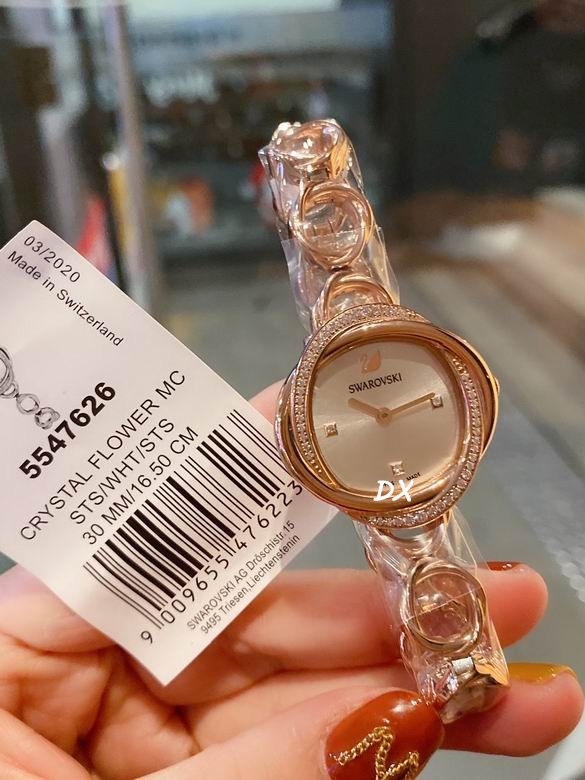 03/2020
Made in Switzerland
5547626
CRYSTAL FLOWER MC
STS/WHT/STS
30 MM/16,50 CM
9 009655 476223
SWAROVSKI AG Dröschistr. 15
9495 Triesen, Liechtenstein
SWAROVSKI
MADE
DX